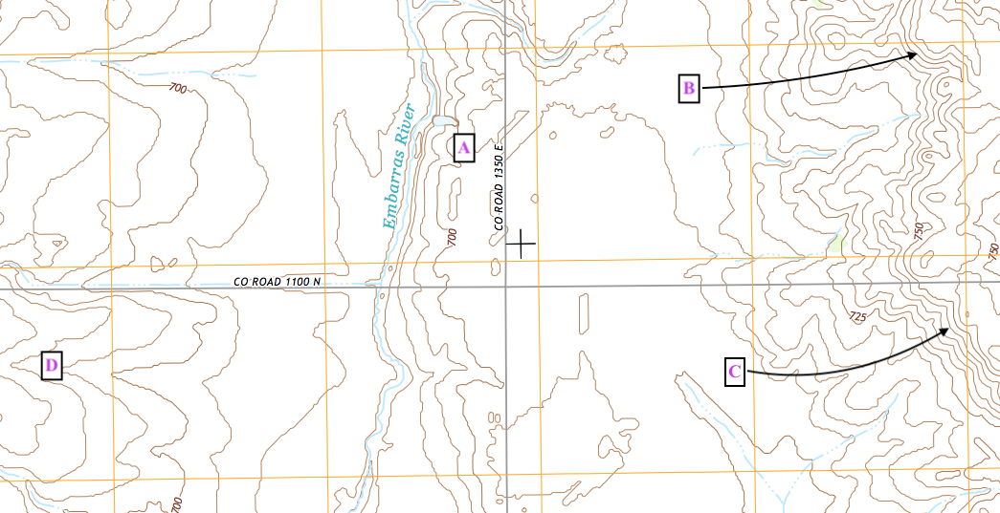 B
700
A
CO ROAD 1350 E
Embarras River
700
750
750
CO ROAD 1100 N
725
D
C
700